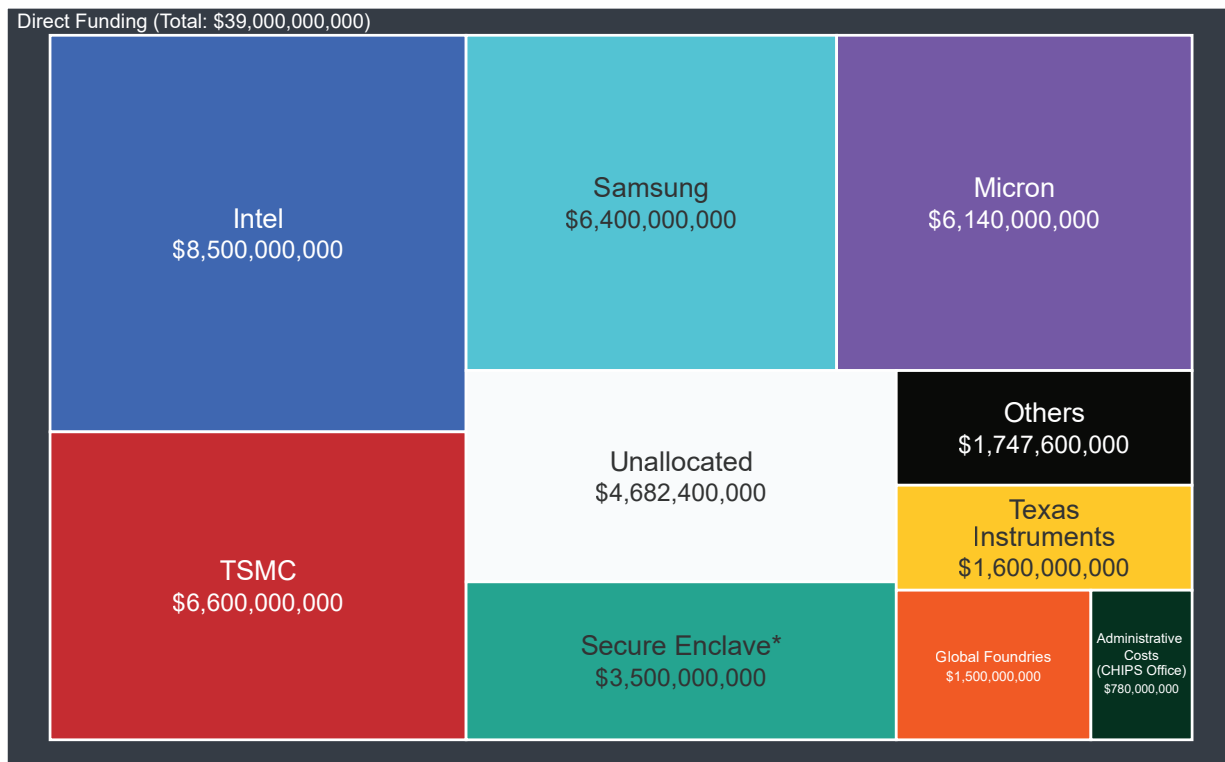 Direct Funding (Total: $39,000,000,000)
Intel
$8,500,000,000
Samsung
$6,400,000,000
Micron
$6,140,000,000
TSMC
$6,600,000,000
Unallocated
$4,682,400,000
Secure Enclave*
$3,500,000,000
Others
$1,747,600,000
Texas
Instruments
$1,600,000,000
Global Foundries
$1,500,000,000
Administrative
Costs
(CHIPS Office)
$780,000,000